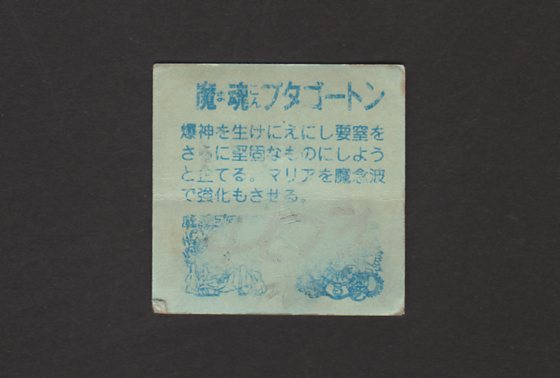 魔魂ブタゴートン
爆神を生けにえにし要窒を
さらに堅固なものにしよう
と企てる。マリアを魔念波
で強化もさせる。